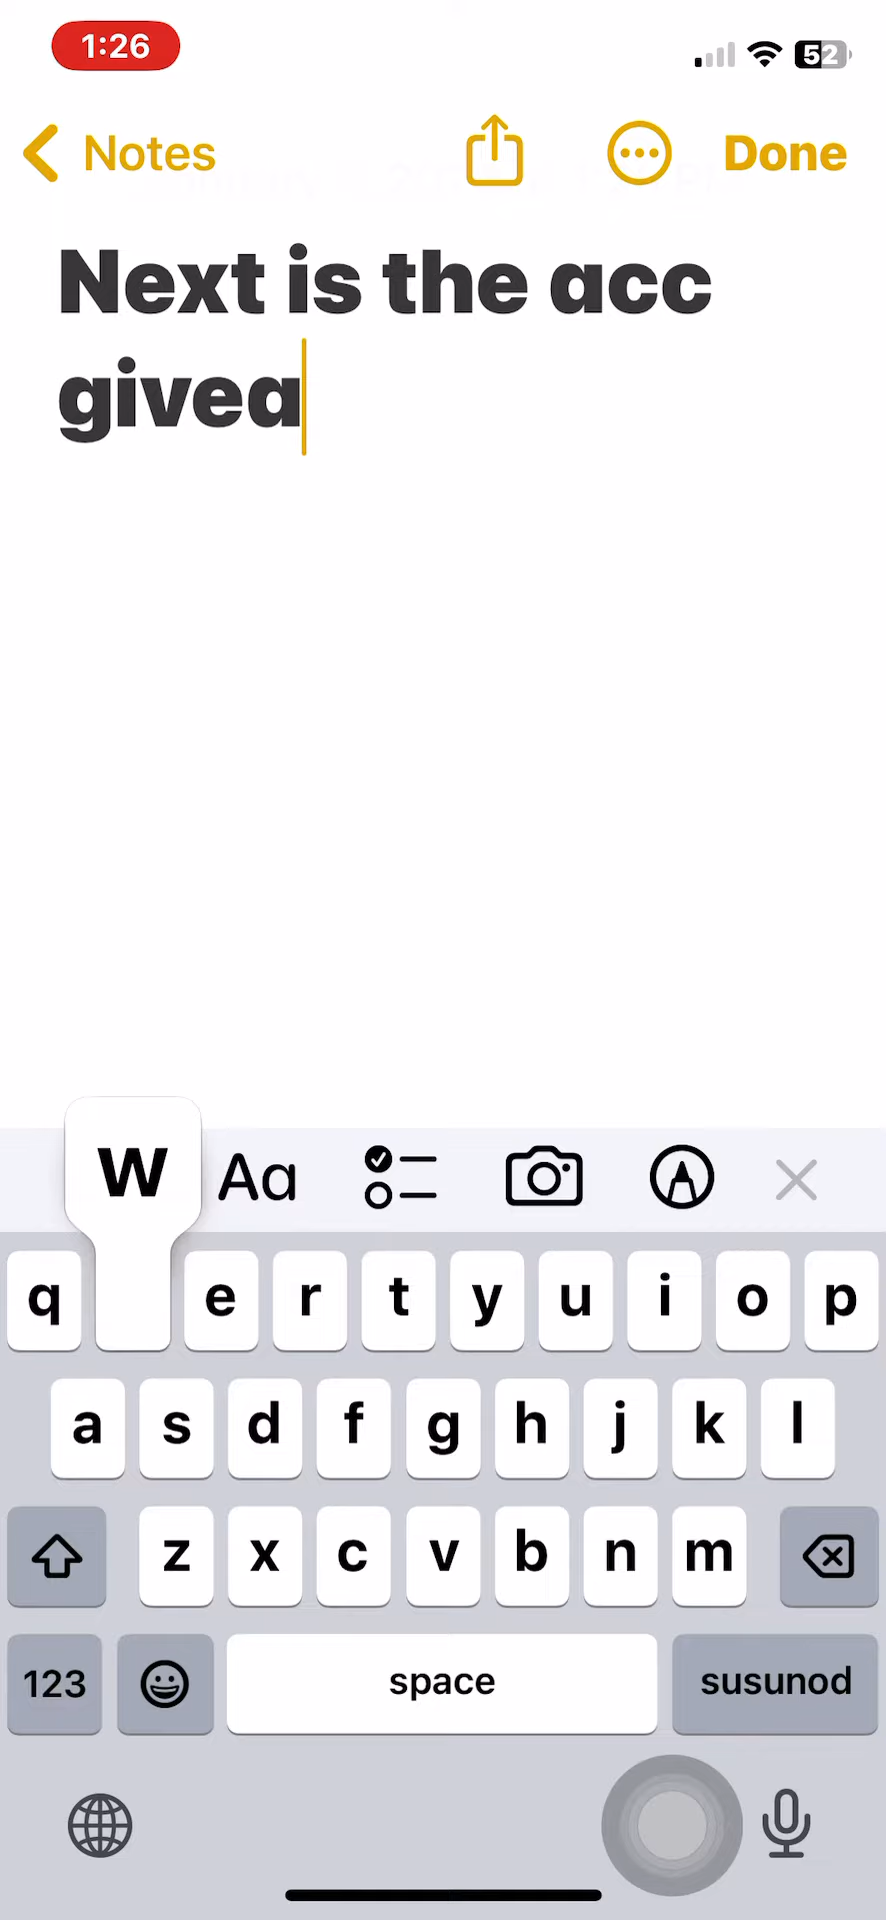 1:26
52
Notes
Done
Next is the acc
givea
W
Aa
q e r t y u i o p
a s d f g h j k l
z x c v b n m
123 space susunod